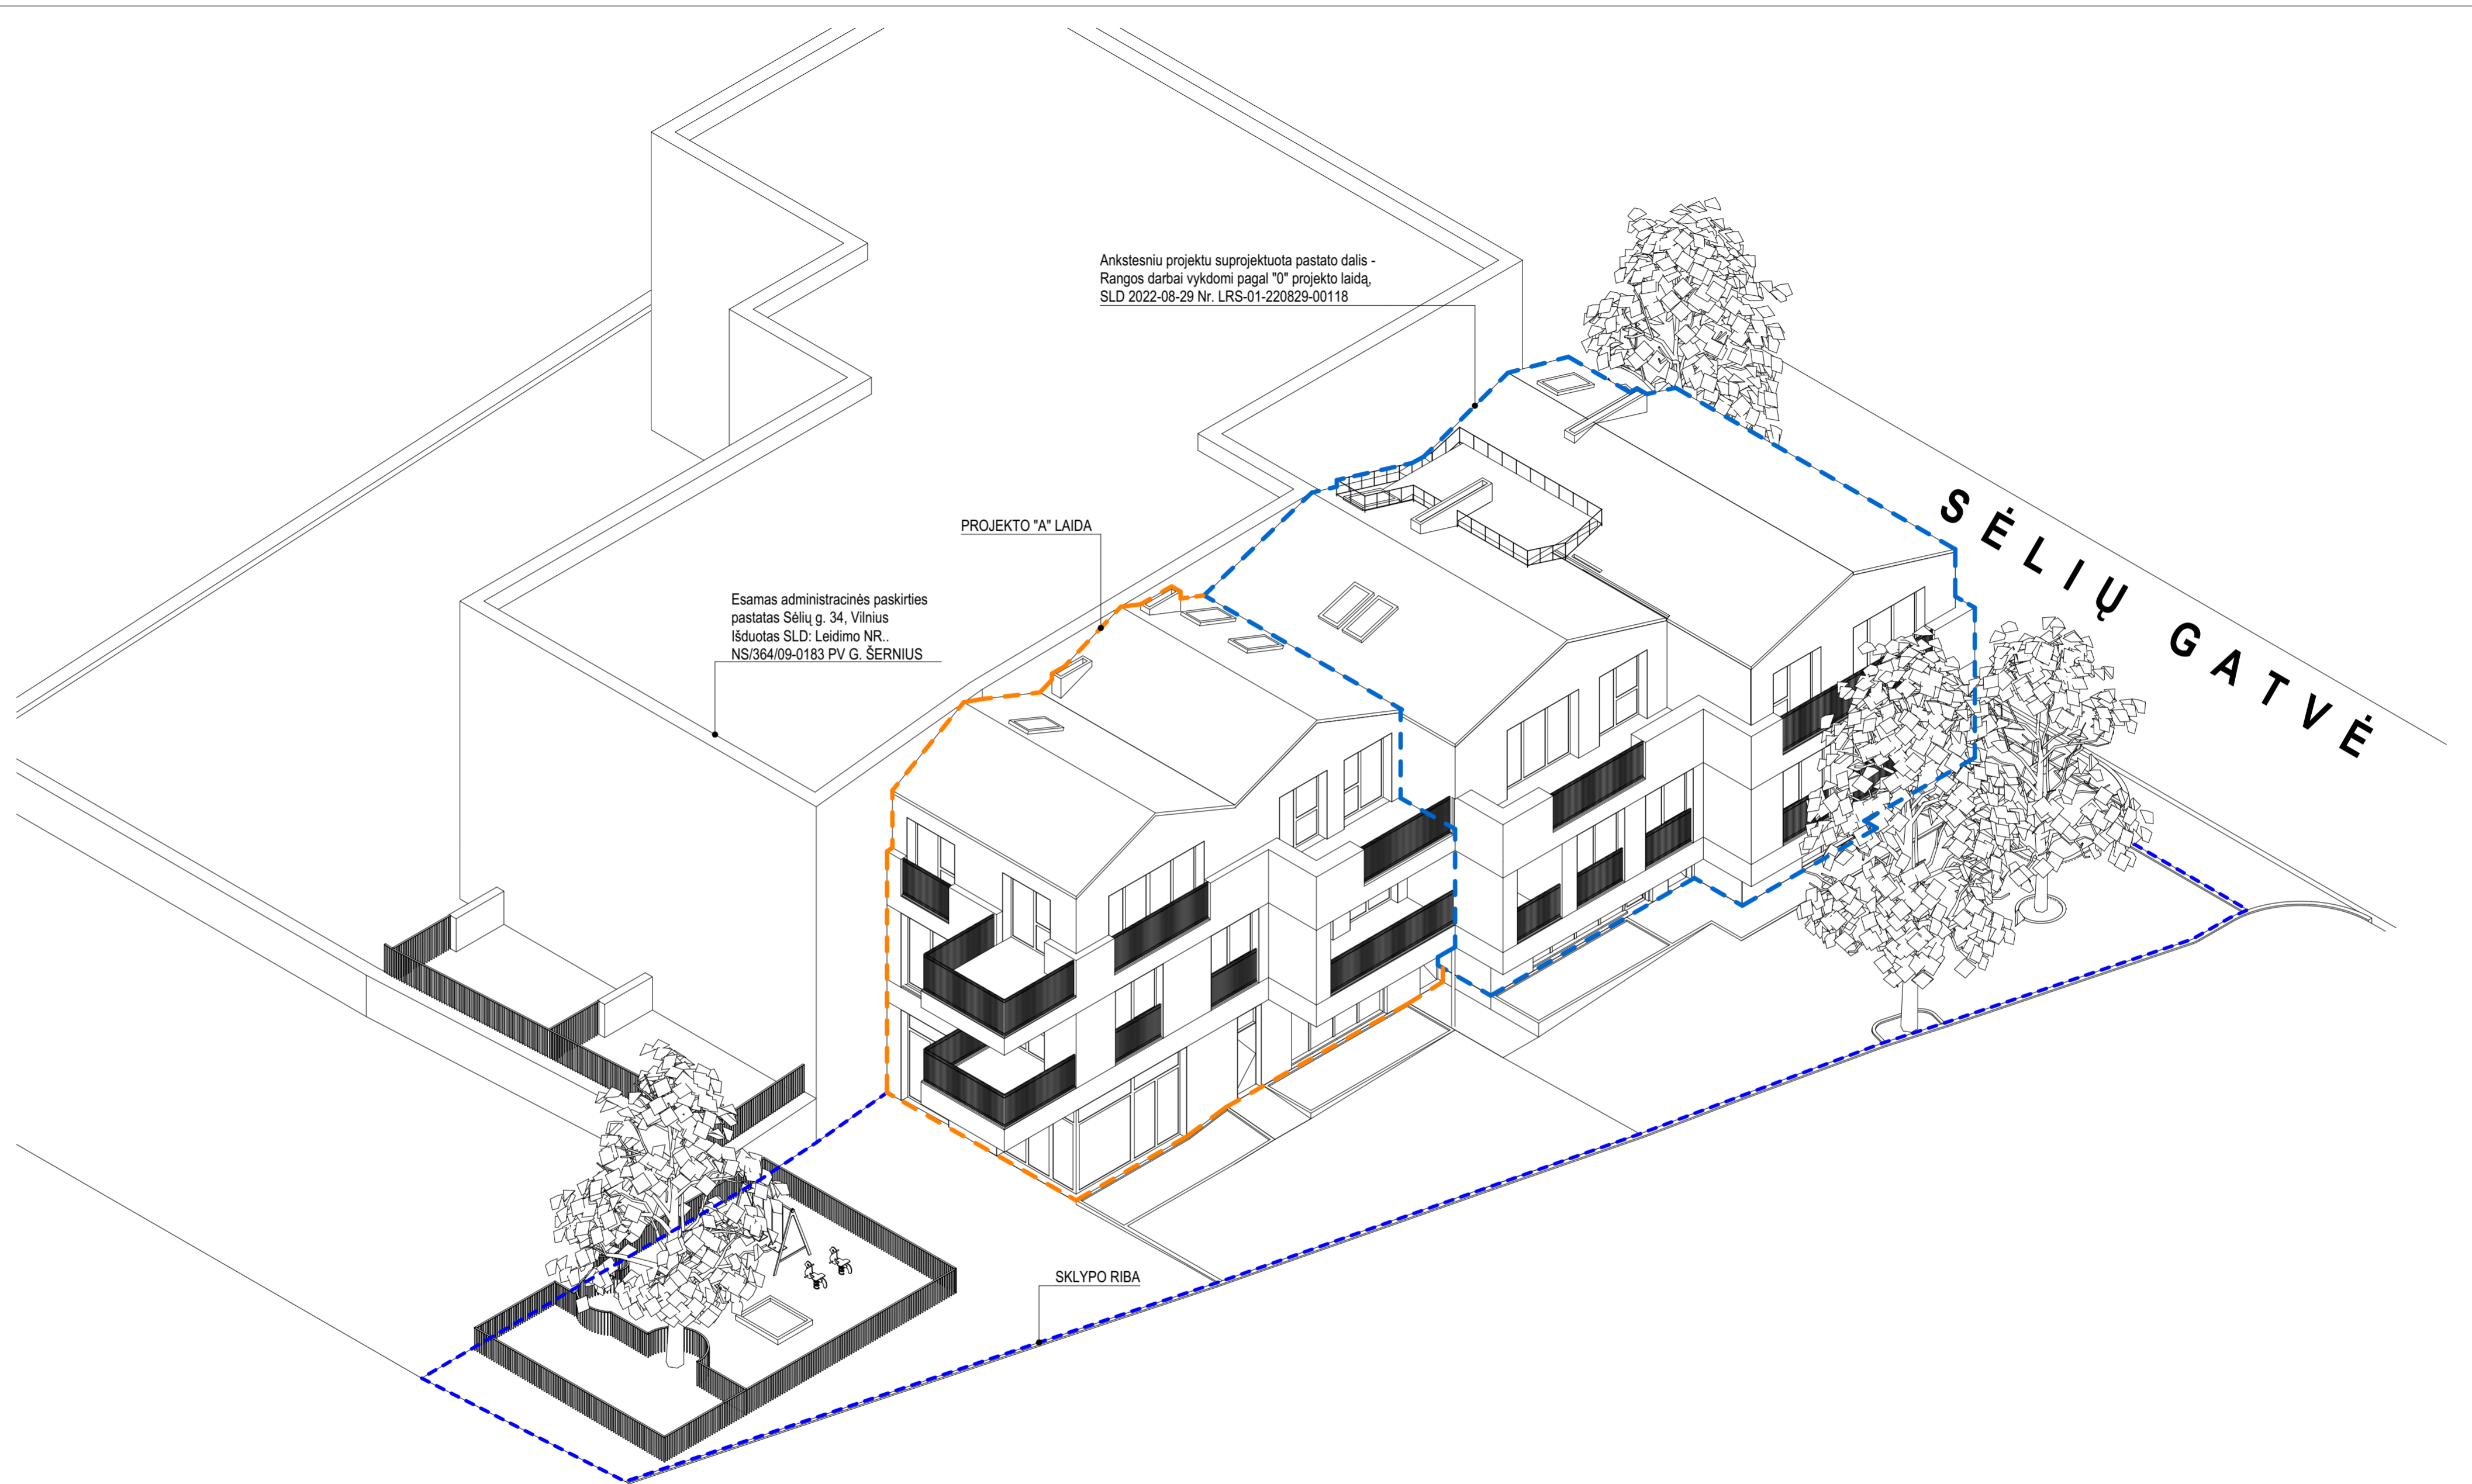 Ankstesniu projektu suprojektuota pastato dalis -
Rangos darbai vykdomi pagal "0" projekto laidą,
SLD 2022-08-29 Nr. LRS-01-220829-00118
SĖLIŲ GATVĖ
PROJEKTO "A" LAIDA
Esamas administracinės paskirties
pastatas Sėlių g. 34, Vilnius
Išduotas SLD: Leidimo NR..
NS/364/09-0183 PV G. ŠERNIUS
SKLYPO RIBA